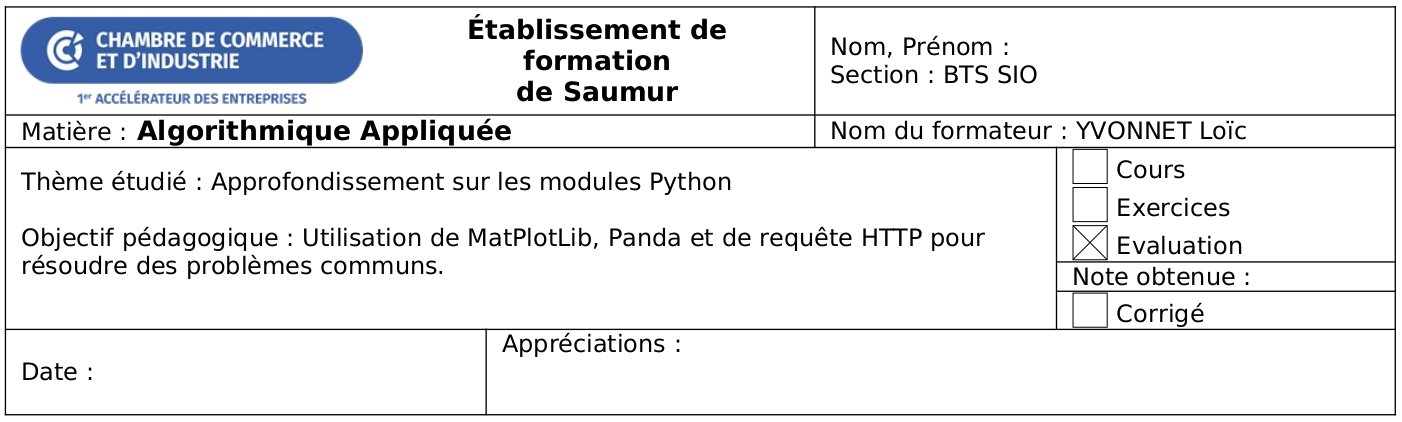 CHAMBRE DE COMMERCE
ET D'INDUSTRIE
1er ACCÉLÉRATEUR DES ENTREPRISES
Établissement de
formation
de Saumur
Nom, Prénom :
Section : BTS SIO
Matière : Algorithmique Appliquée
Nom du formateur : YVONNET Loïc
Thème étudié : Approfondissement sur les modules Python
Objectif pédagogique : Utilisation de MatPlotLib, Panda et de requête HTTP pour
résoudre des problèmes communs.
Cours
Exercices
Evaluation
Note obtenue :
Corrigé
Date :
Appréciations :